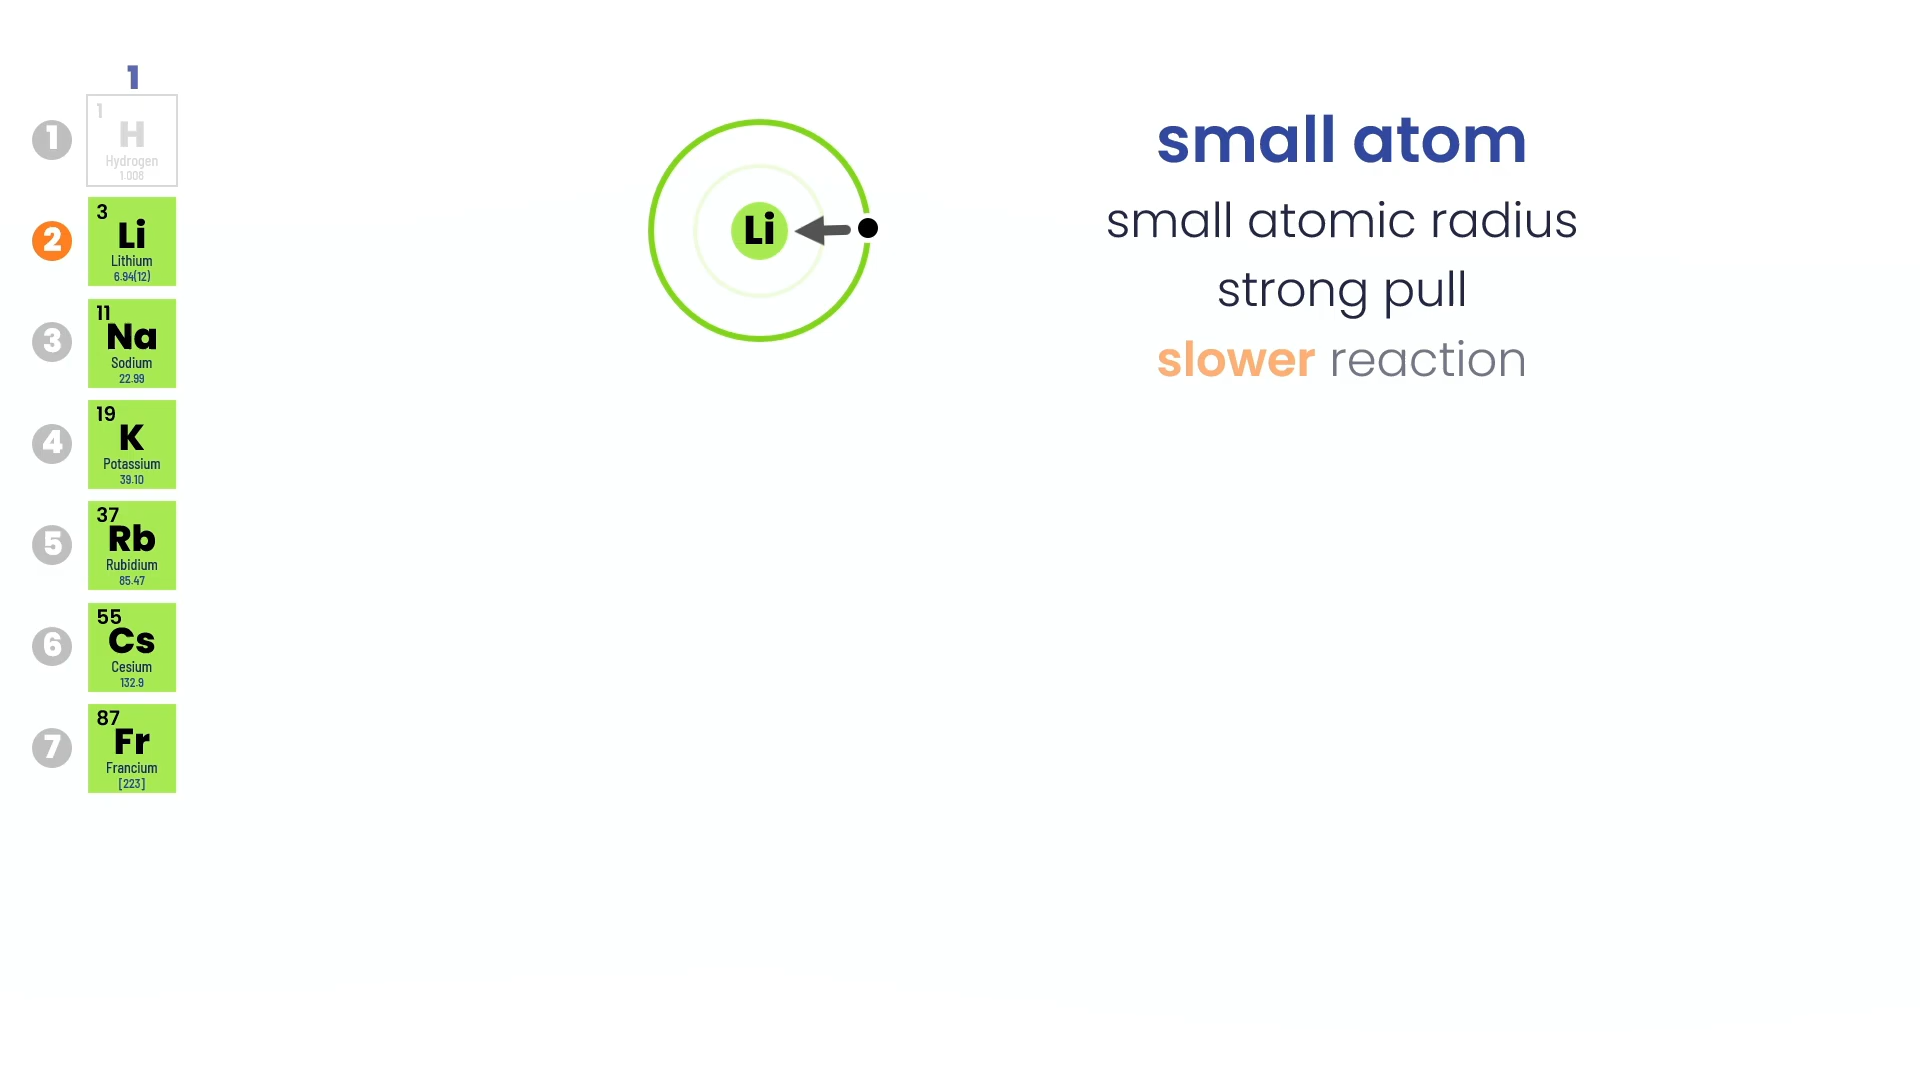 1
1
1
H
Hydrogen
1.008
2
3
Li
Lithium
6.94(12)
3
11
Na
Sodium
22.99
4
19
K
Potassium
39.10
5
37
Rb
Rubidium
85.47
6
55
Cs
Cesium
132.9
7
87
Fr
Francium
[223]
Li
small atom
small atomic radius
strong pull
slower reaction